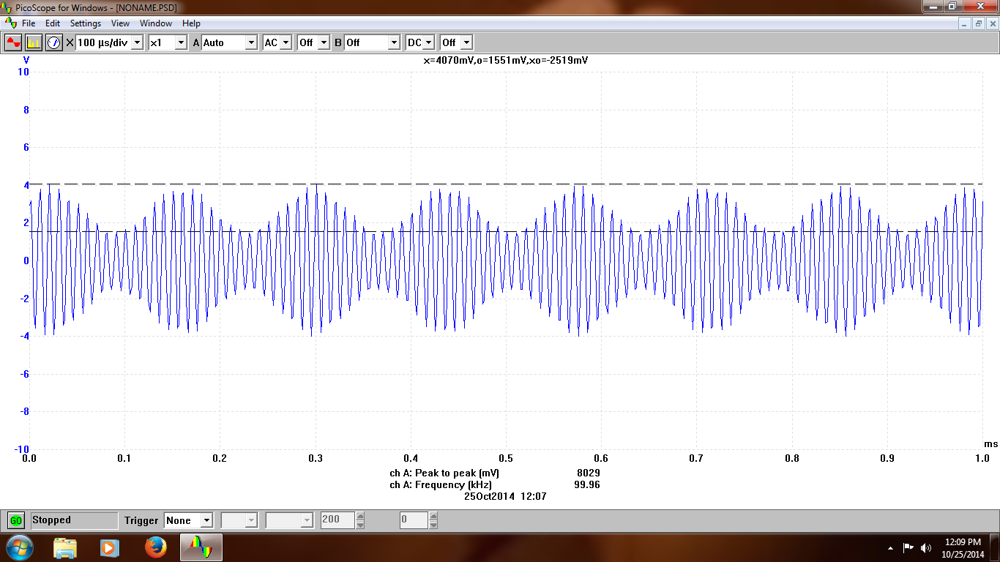 PicoScope for Windows - [NONAME.PSD]
File Edit Settings View Window Help
X 100 µs/div x1 A Auto AC Off B Off DC Off
V x=4070mV,o=1551mV,xo=-2519mV
10
8
6
4
2
0
-2
-4
-6
-8
-10
ms
0.0 0.1 0.2 0.3 0.4 0.5 0.6 0.7 0.8 0.9 1.0
ch A: Peak to peak (mV) 8029
ch A: Frequency (kHz) 99.96
25Oct2014 12:07
GO Stopped Trigger None 200 0
12:09 PM
10/25/2014